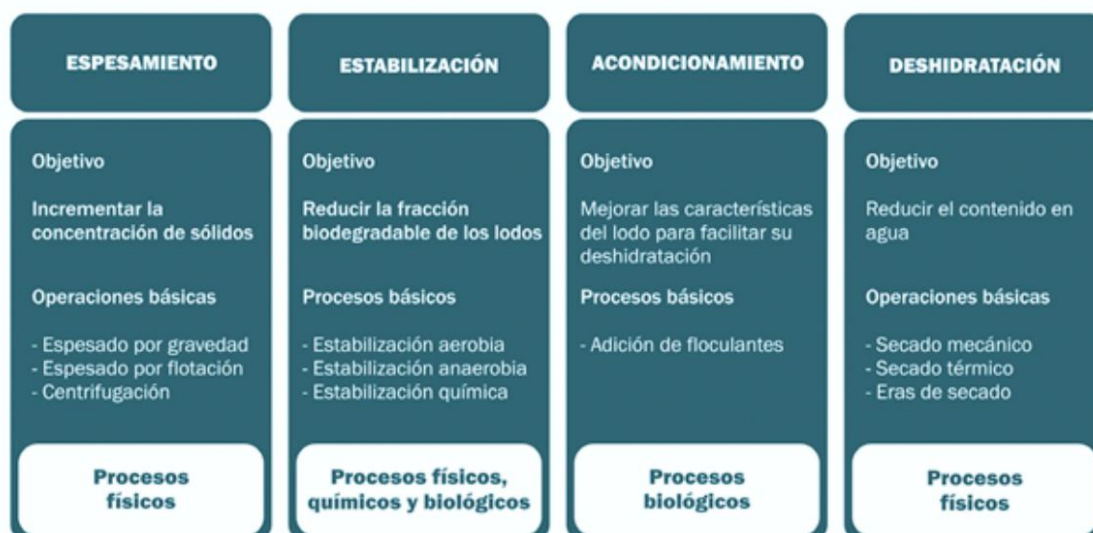 ESPESAMIENTO
Objetivo
Incrementar la
concentración de sólidos
Operaciones básicas
- Espesado por gravedad
- Espesado por flotación
- Centrifugación
Procesos
físicos
ESTABILIZACIÓN
Objetivo
Reducir la fracción
biodegradable de los lodos
Procesos básicos
- Estabilización aerobia
- Estabilización anaerobia
- Estabilización química
Procesos físicos,
químicos y biológicos
ACONDICIONAMIENTO
Objetivo
Mejorar las características
del lodo para facilitar su
deshidratación
Procesos básicos
- Adición de floculantes
Procesos
biológicos
DESHIDRATACIÓN
Objetivo
Reducir el contenido en
agua
Operaciones básicas
- Secado mecánico
- Secado térmico
- Eras de secado
Procesos
físicos